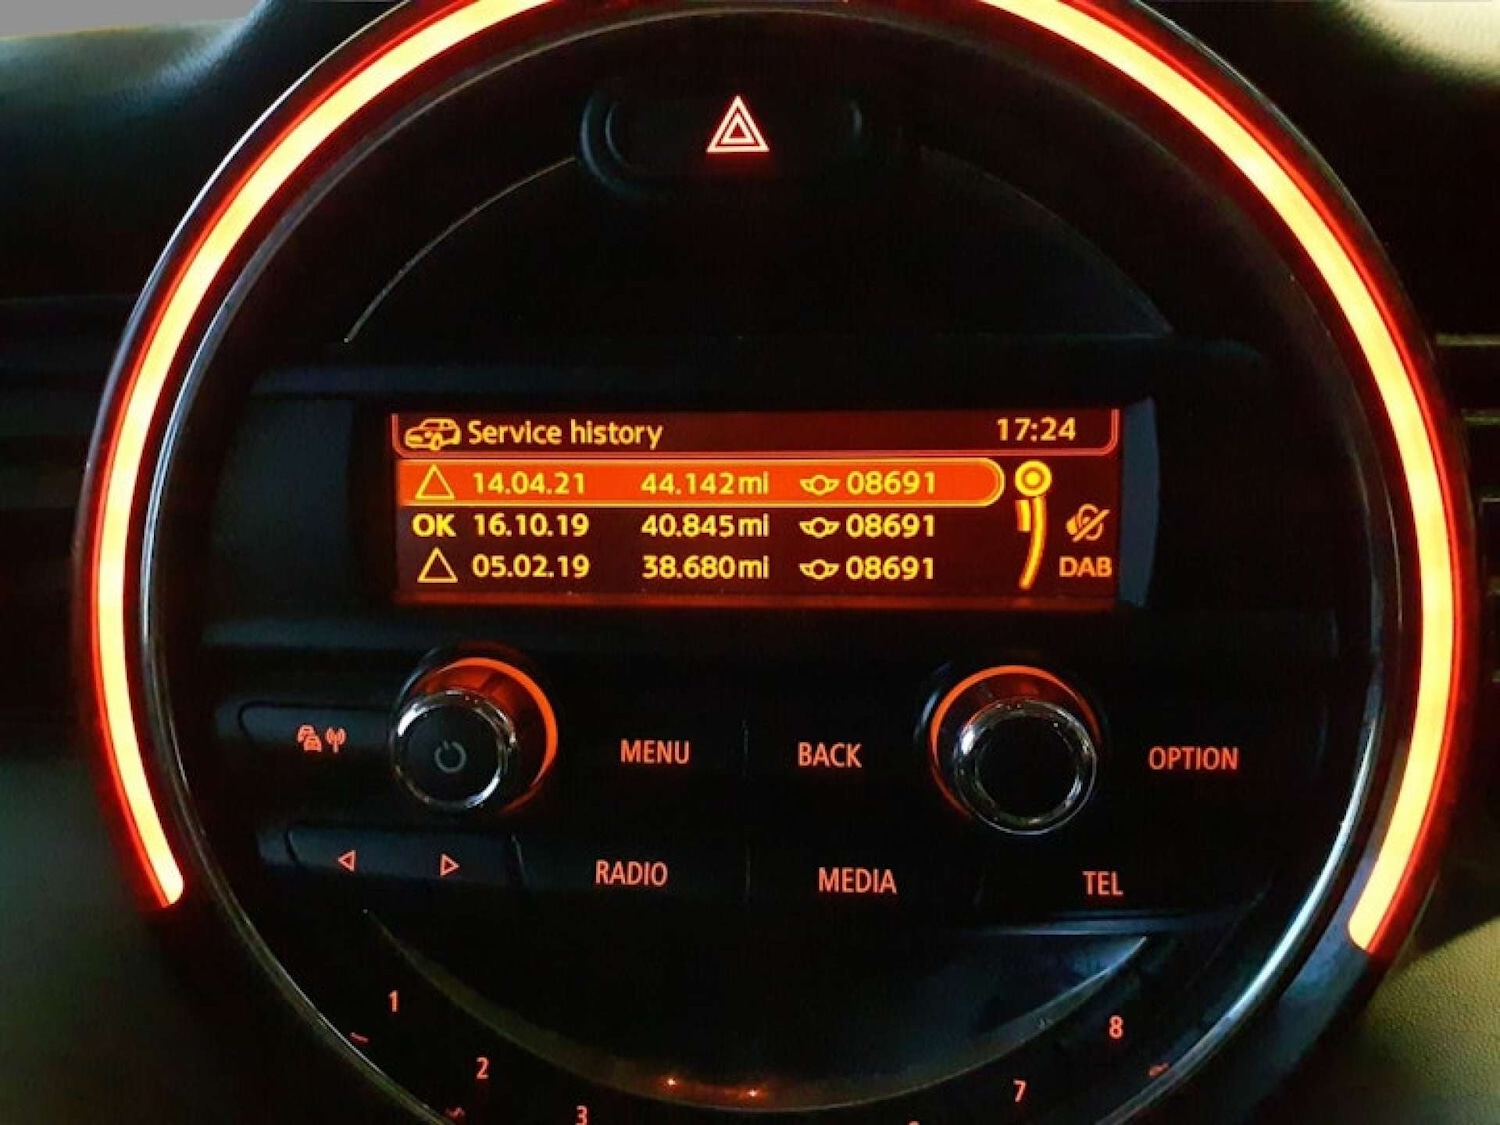 Service history 17:24
14.04.21 44.142mi 08691
OK 16.10.19 40.845mi 08691
05.02.19 38.680mi 08691
DAB
MENU BACK OPTION
RADIO MEDIA TEL
1
2
3
7
8